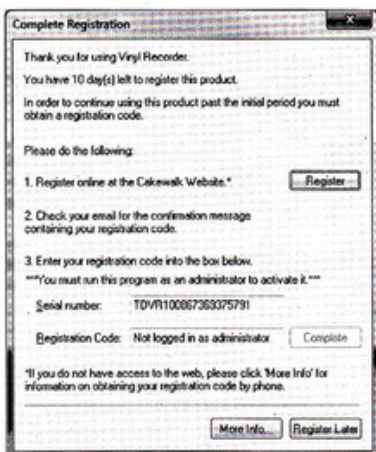 Complete Registration
x
Thank you for using Vinyl Recorder.
You have 10 day(s) left to register this product.
In order to continue using this product past the initial period you must
obtain a registration code.
Please do the following:
1. Register online at the Cakewalk Website.*
Register
2. Check your email for the confirmation message
containing your registration code.
3. Enter your registration code into the box below.
***You must run this program as an administrator to activate it.***
Serial number: TDVR100867369375791
Registration Code: Not logged in as administrator Complete
*If you do not have access to the web, please click 'More Info' for
information on obtaining your registration code by phone.
More Info... Register Later